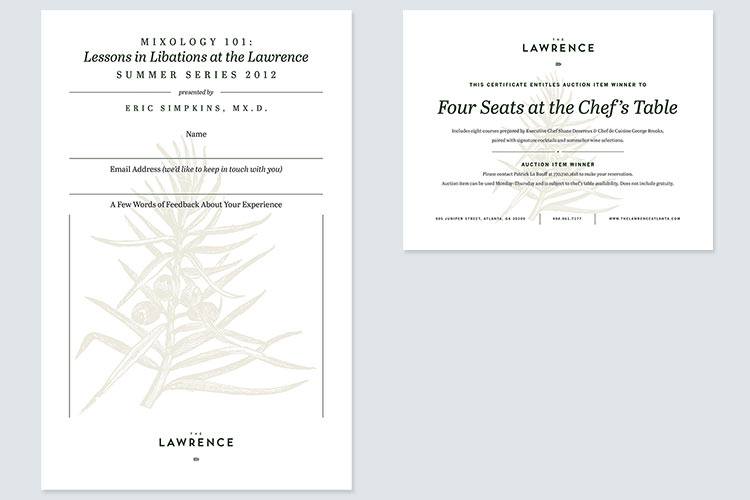 MIXOLOGY 101:
Lessons in Libations at the Lawrence
SUMMER SERIES 2012
presented by
ERIC SIMPKINS, MX.D.
Name
Email Address (we'd like to keep in touch with you)
A Few Words of Feedback About Your Experience
THE
LAWRENCE
THE
LAWRENCE
THIS CERTIFICATE ENTITLES AUCTION ITEM WINNER TO
Four Seats at the Chef's Table
Includes eight courses prepared by Executive Chef Shane Devereux & Chef de Cuisine George Brooks,
paired with signature cocktails and sommelier wine selections.
AUCTION ITEM WINNER
Please contact Patrick La Bouff at to make your reservation.
Auction item can be used Monday-Thursday and is subject to chef's table availability. Does not include gratuity.
905 JUNIPER STREET, ATLANTA, GA 30309
404.961.7177
WWW.THELAWRENCEATLANTA.COM